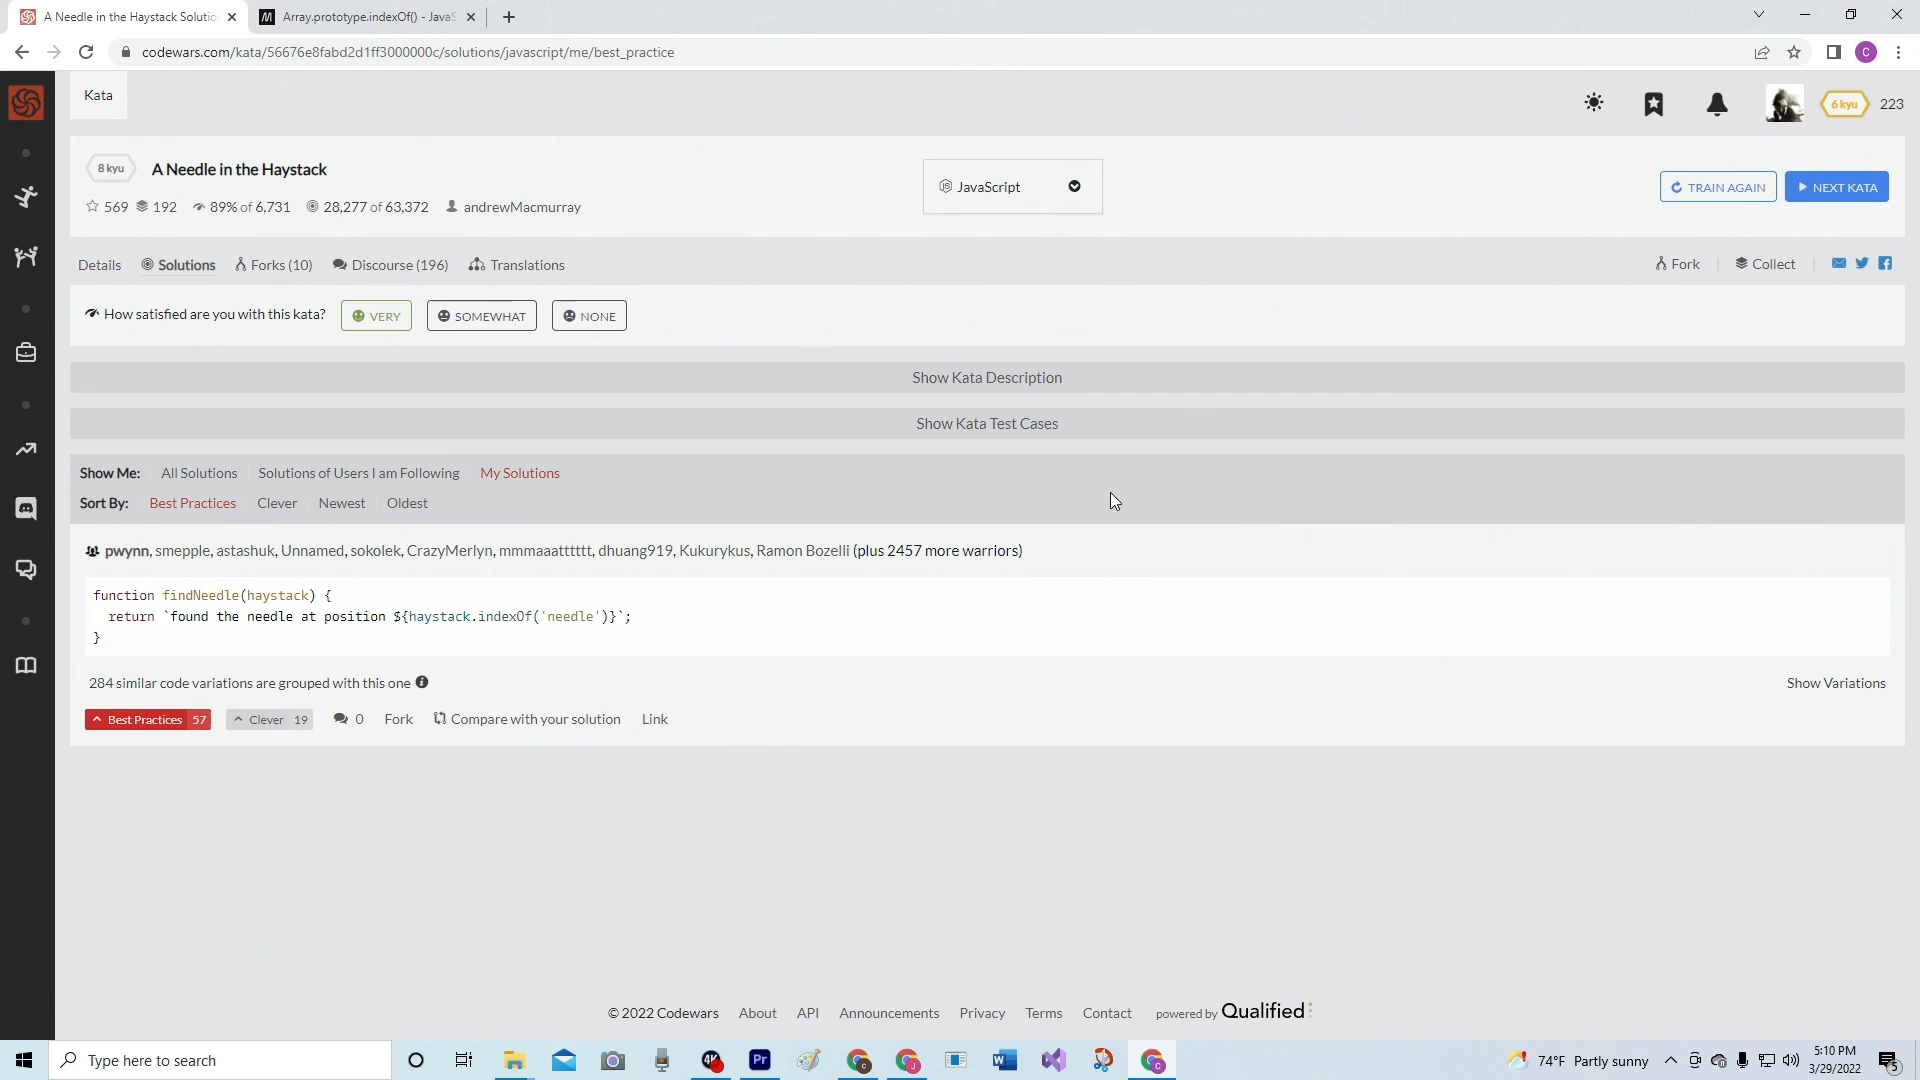 A Needle in the Haystack Solutio
Array.prototype.indexOf() - JavaS
codewars.com/kata/56676e8fabd2d1ff3000000c/solutions/javascript/me/best_practice
C
Kata
6 kyu 223
8 kyu A Needle in the Haystack
569 192 89% of 6,731 28,277 of 63,372 andrewMacmurray
JavaScript
TRAIN AGAIN
NEXT KATA
Details Solutions Forks (10) Discourse (196) Translations
Fork | Collect |
How satisfied are you with this kata? VERY SOMEWHAT NONE
Show Kata Description
Show Kata Test Cases
Show Me: All Solutions Solutions of Users I am Following My Solutions
Sort By: Best Practices Clever Newest Oldest
pwynn, smepple, astashuk, Unnamed, sokolek, CrazyMerlyn, mmmaaatttttt, dhuang919, Kukurykus, Ramon Bozelli (plus 2457 more warriors)
function findNeedle(haystack) {
return `found the needle at position ${haystack.indexOf('needle')}`;
}
284 similar code variations are grouped with this one
Show Variations
Best Practices 57 Clever 19 0 Fork Compare with your solution Link
© 2022 Codewars About API Announcements Privacy Terms Contact powered by Qualified
Type here to search
4K
Pr
74°F Partly sunny
5:10 PM
3/29/2022
5